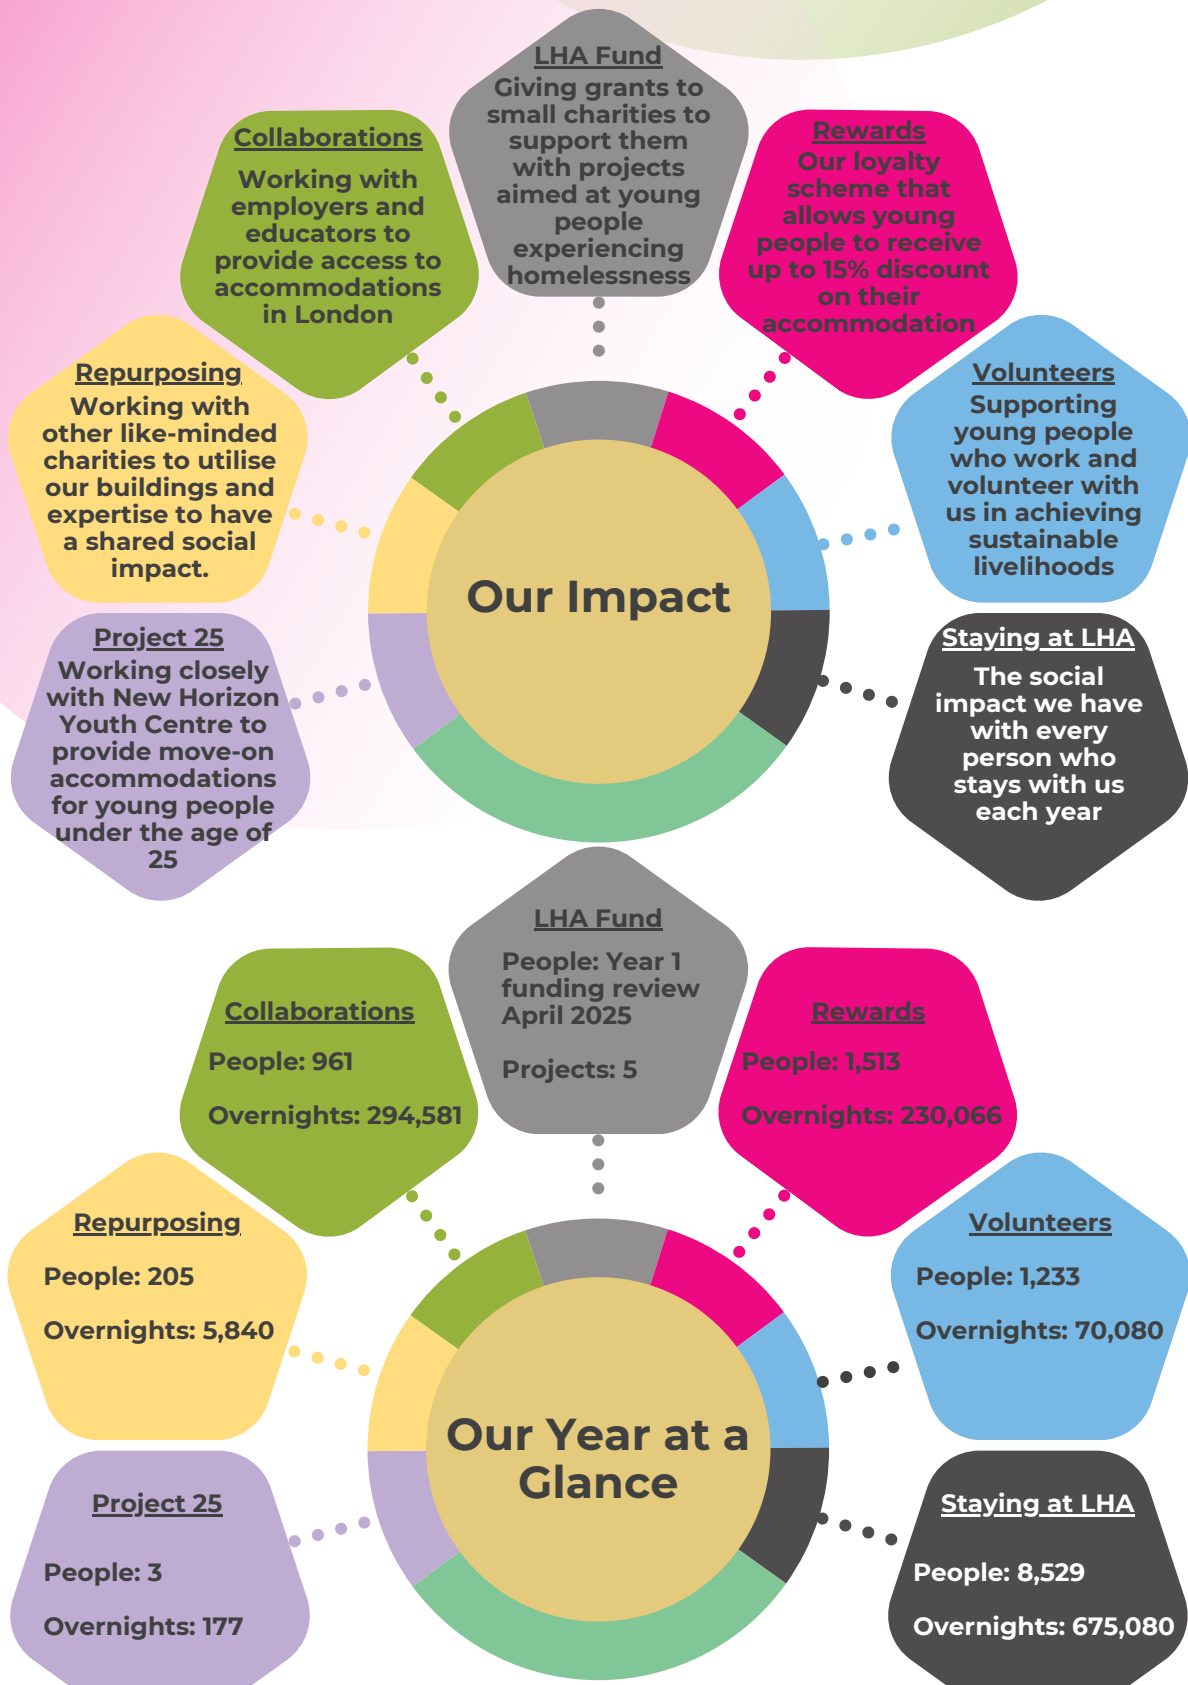 LHA Fund
Giving grants to
small charities to
support them
with projects
aimed at young
people
experiencing
homelessness
Collaborations
Working with
employers and
educators to
provide access to
accommodations
in London
Rewards
Our loyalty
scheme that
allows young
people to receive
up to 15% discount
on their
accommodation
Repurposing
Working with
other like-minded
charities to utilise
our buildings and
expertise to have
a shared social
impact.
Volunteers
Supporting
young people
who work and
volunteer with
us in achieving
sustainable
livelihoods
Our Impact
Project 25
Working closely
with New Horizon
Youth Centre to
provide move-on
accommodations
for young people
under the age of
25
Staying at LHA
The social
impact we have
with every
person who
stays with us
each year
LHA Fund
People: Year 1
funding review
April 2025
Projects: 5
Collaborations
People: 961
Overnights: 294,581
Rewards
People: 1,513
Overnights: 230,066
Repurposing
People: 205
Overnights: 5,840
Volunteers
People: 1,233
Overnights: 70,080
Our Year at a
Glance
Project 25
People: 3
Overnights: 177
Staying at LHA
People: 8,529
Overnights: 675,080